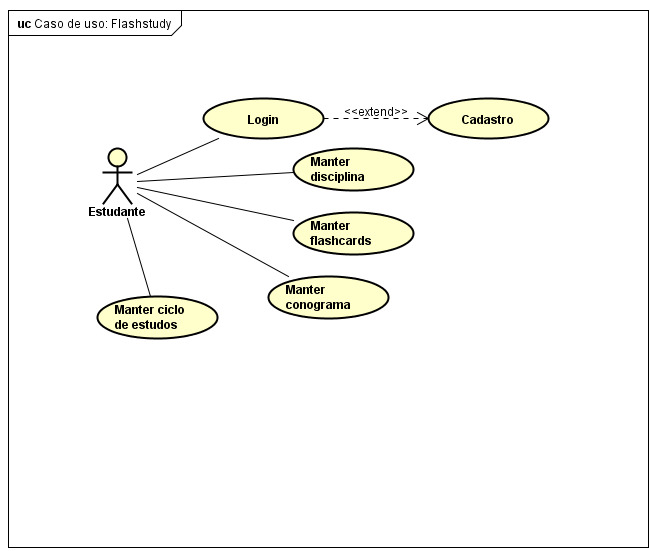 uc Caso de uso: Flashstudy
Login
<<extend>>
Cadastro
Manter
disciplina
Estudante
Manter
flashcards
Manter
conograma
Manter ciclo
de estudos